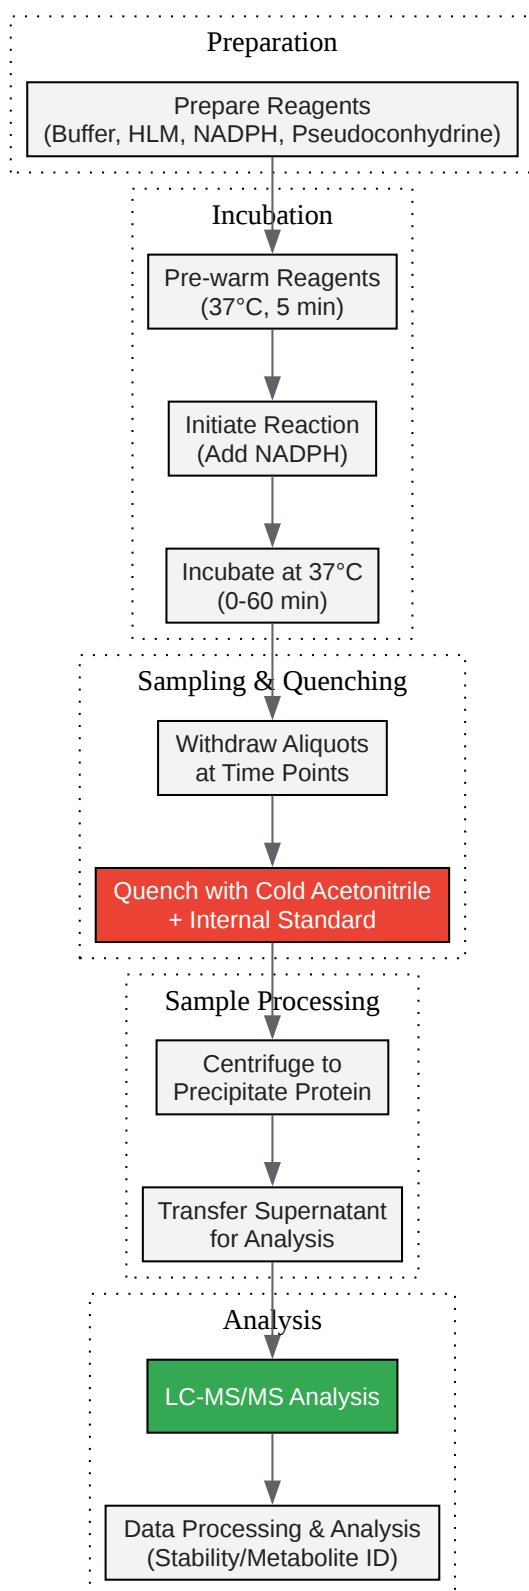 Preparation
Prepare Reagents
(Buffer, HLM, NADPH, Pseudoconhydrine)
Incubation
Pre-warm Reagents
(37°C, 5 min)
Initiate Reaction
(Add NADPH)
Incubate at 37°C
(0-60 min)
Sampling & Quenching
Withdraw Aliquots
at Time Points
Quench with Cold Acetonitrile
+ Internal Standard
Sample Processing
Centrifuge to
Precipitate Protein
Transfer Supernatant
for Analysis
Analysis
LC-MS/MS Analysis
Data Processing & Analysis
(Stability/Metabolite ID)